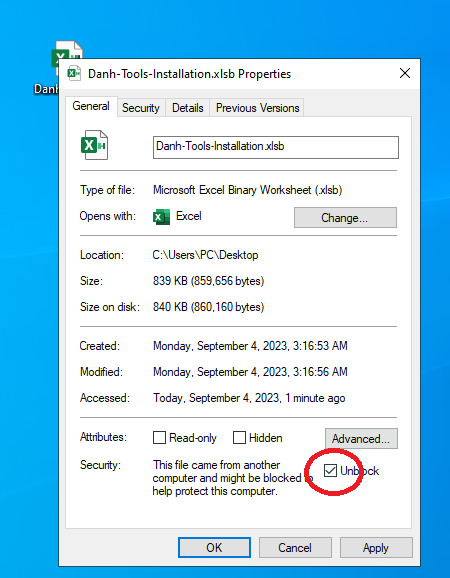 Danh
Danh-Tools-Installation.xlsb Properties
General Security Details Previous Versions
Danh-Tools-Installation.xlsb
Type of file: Microsoft Excel Binary Worksheet (.xlsb)
Opens with: Excel Change...
Location: C:\Users\PC\Desktop
Size: 839 KB (859,656 bytes)
Size on disk: 840 KB (860,160 bytes)
Created: Monday, September 4, 2023, 3:16:53 AM
Modified: Monday, September 4, 2023, 3:16:56 AM
Accessed: Today, September 4, 2023, 1 minute ago
Attributes: Read-only Hidden Advanced...
Security: This file came from another Unblock
computer and might be blocked to
help protect this computer.
OK Cancel Apply